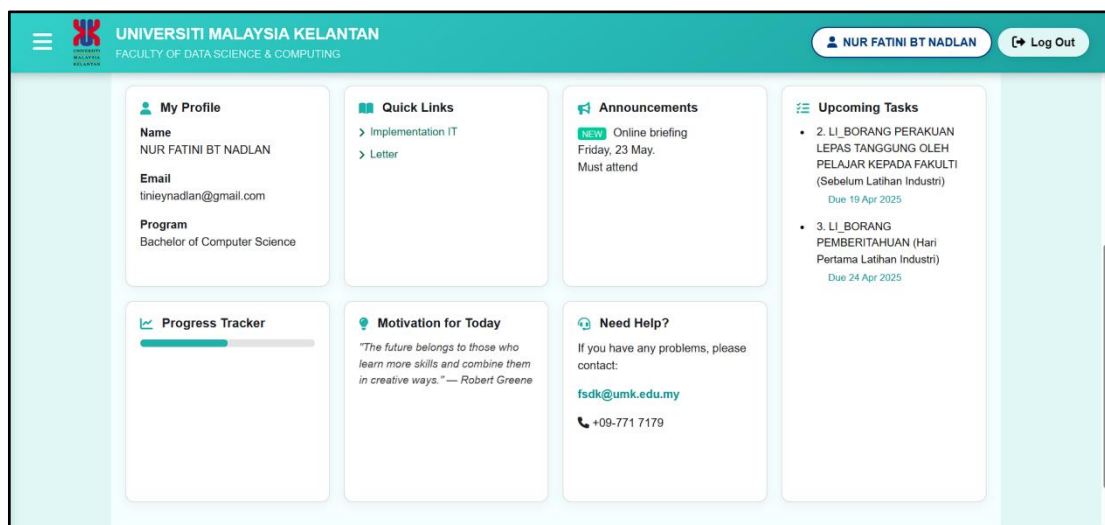 UNIVERSITI MALAYSIA KELANTAN
FACULTY OF DATA SCIENCE & COMPUTING
UNIVERSITI
MALAYSIA
KELANTAN
NUR FATINI BT NADLAN
Log Out
My Profile
Name
NUR FATINI BT NADLAN
Email
tinieynadlan@gmail.com
Program
Bachelor of Computer Science
Quick Links
Implementation IT
Letter
Announcements
NEW Online briefing
Friday, 23 May.
Must attend
Upcoming Tasks
2. LI_BORANG PERAKUAN
LEPAS TANGGUNG OLEH
PELAJAR KEPADA FAKULTI
(Sebelum Latihan Industri)
Due 19 Apr 2025
3. LI_BORANG
PEMBERITAHUAN (Hari
Pertama Latihan Industri)
Due 24 Apr 2025
Progress Tracker
Motivation for Today
"The future belongs to those who
learn more skills and combine them
in creative ways." — Robert Greene
Need Help?
If you have any problems, please
contact:
fsdk@umk.edu.my
+09-771 7179